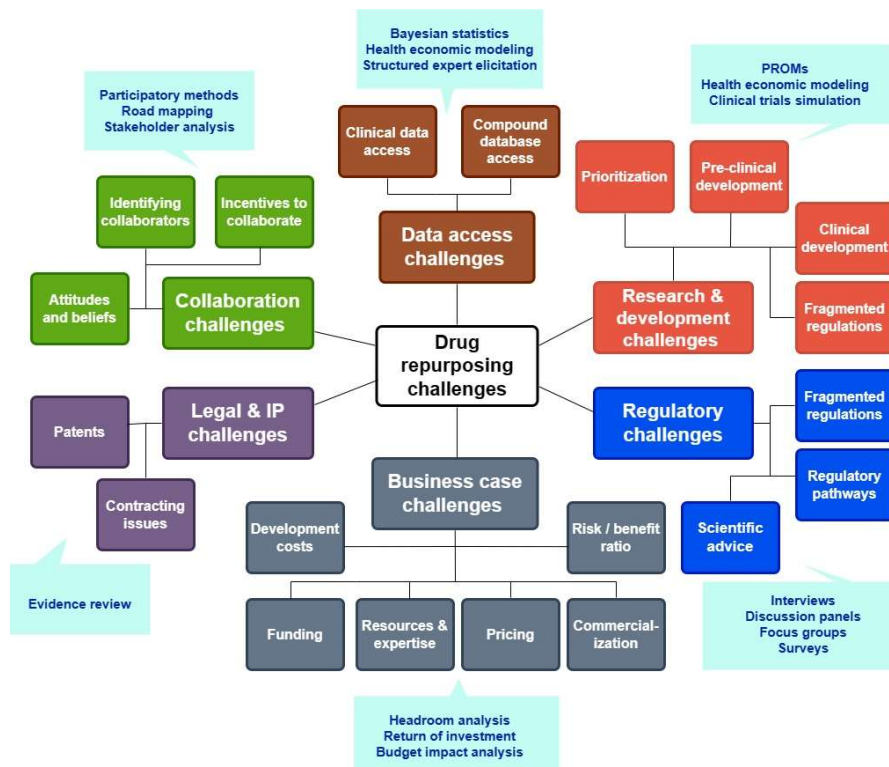 Bayesian statistics
Health economic modeling
Structured expert elicitation
PROMs
Health economic modeling
Clinical trials simulation
Participatory methods
Road mapping
Stakeholder analysis
Clinical data
access
Compound
database
access
Prioritization
Pre-clinical
development
Identifying
collaborators
Incentives to
collaborate
Data access
challenges
Clinical
development
Attitudes
and beliefs
Collaboration
challenges
Research &
development
challenges
Fragmented
regulations
Drug
repurposing
challenges
Patents
Legal & IP
challenges
Regulatory
challenges
Fragmented
regulations
Contracting
issues
Business case
challenges
Regulatory
pathways
Development
costs
Risk / benefit
ratio
Scientific
advice
Evidence review
Funding
Resources &
expertise
Pricing
Commercial-
ization
Interviews
Discussion panels
Focus groups
Surveys
Headroom analysis
Return of investment
Budget impact analysis